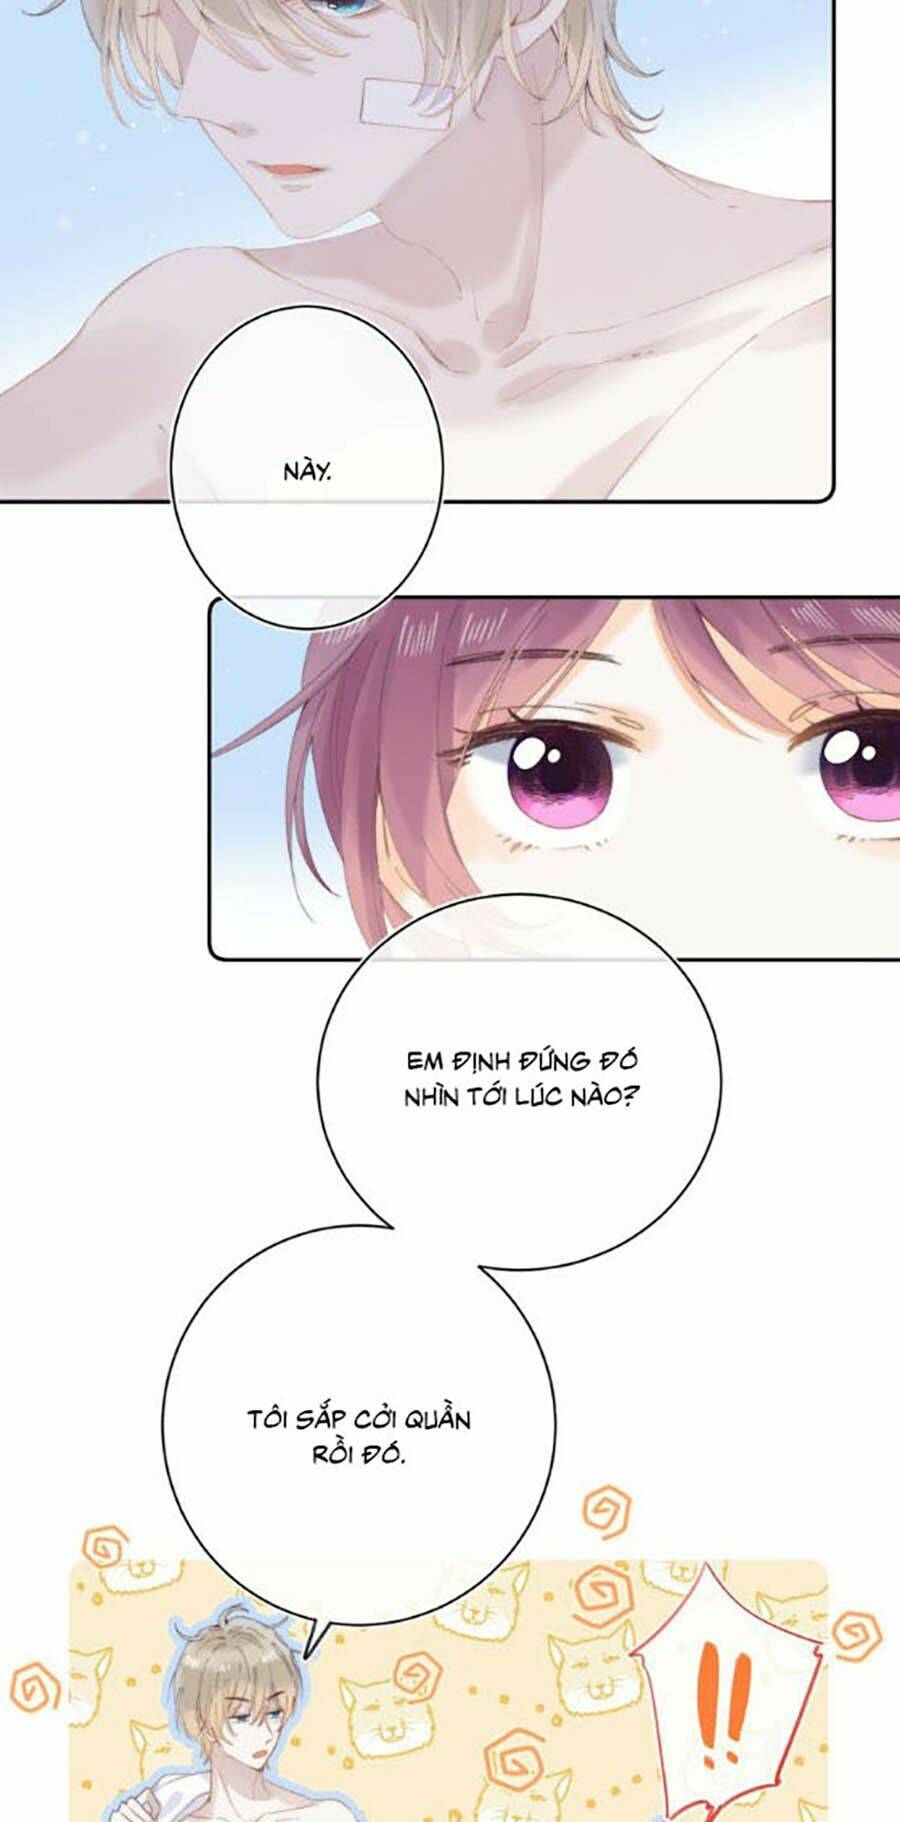 NÀY.
EM ĐỊNH ĐỨNG ĐÓ
NHÌN TỚI LÚC NÀO?
TÔI SẮP CỞI QUẦN
RỒI ĐÓ.
!!